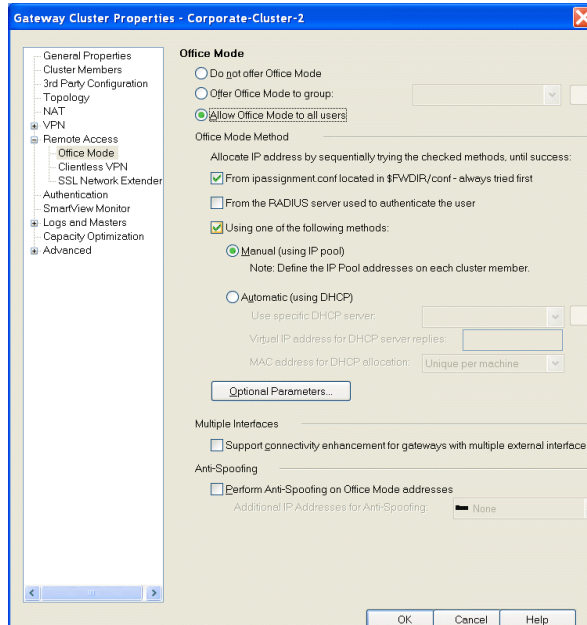 Gateway Cluster Properties - Corporate-Cluster-2
General Properties
Cluster Members
3rd Party Configuration
Topology
NAT
VPN
Remote Access
Office Mode
Clientless VPN
SSL Network Extender
Authentication
SmartView Monitor
Logs and Masters
Capacity Optimization
Advanced
Office Mode
Do not offer Office Mode
Offer Office Mode to group:
Allow Office Mode to all users
Office Mode Method
Allocate IP address by sequentially trying the checked methods, until success:
From ipassignment.conf located in $FWDIR/conf - always tried first
From the RADIUS server used to authenticate the user
Using one of the following methods:
Manual (using IP pool)
Note: Define the IP Pool addresses on each cluster member.
Automatic (using DHCP)
Use specific DHCP server:
Virtual IP address for DHCP server replies:
MAC address for DHCP allocation: Unique per machine
Optional Parameters...
Multiple Interfaces
Support connectivity enhancement for gateways with multiple external interface
Anti-Spoofing
Perform Anti-Spoofing on Office Mode addresses
Additional IP Addresses for Anti-Spoofing: None
OK Cancel Help